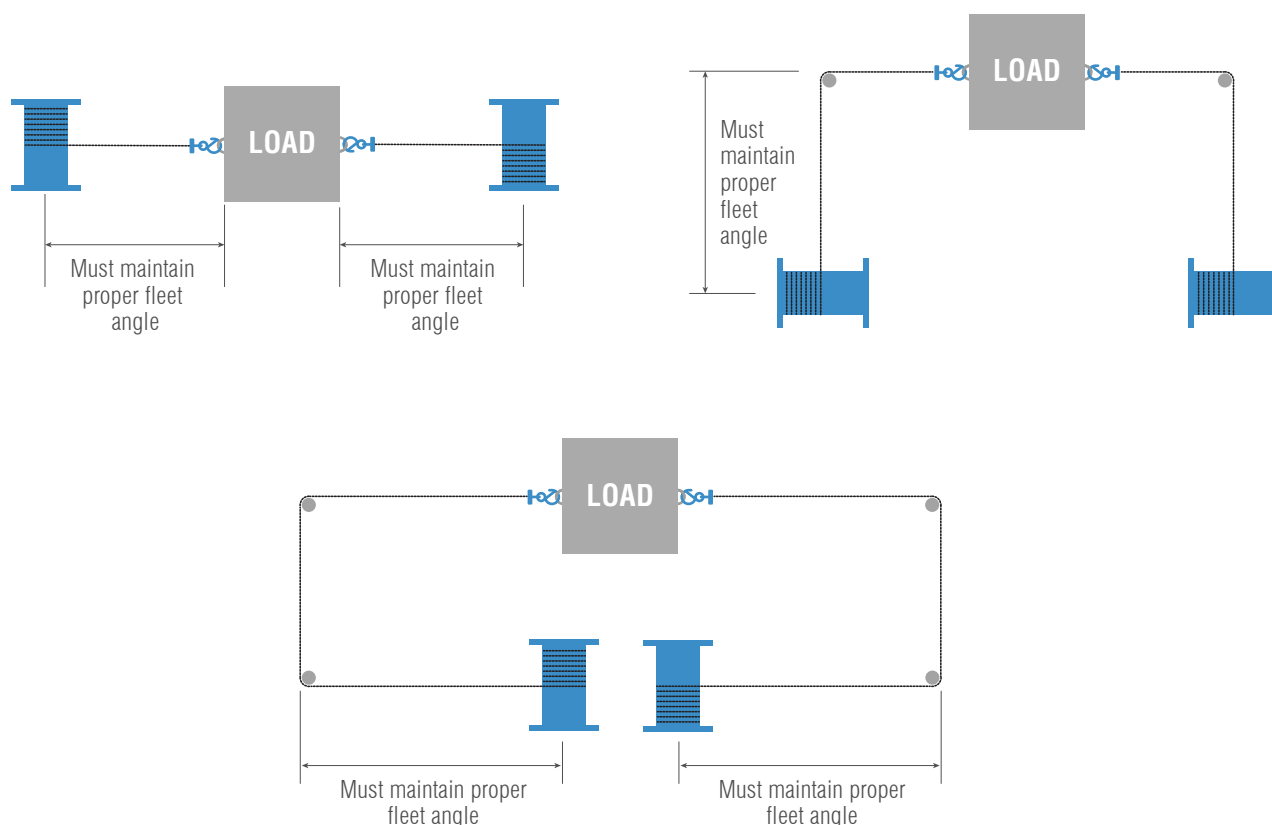 LOAD
Must maintain
proper fleet
angle
Must maintain
proper fleet
angle
LOAD
Must
maintain
proper
fleet
angle
LOAD
Must maintain proper
fleet angle
Must maintain proper
fleet angle